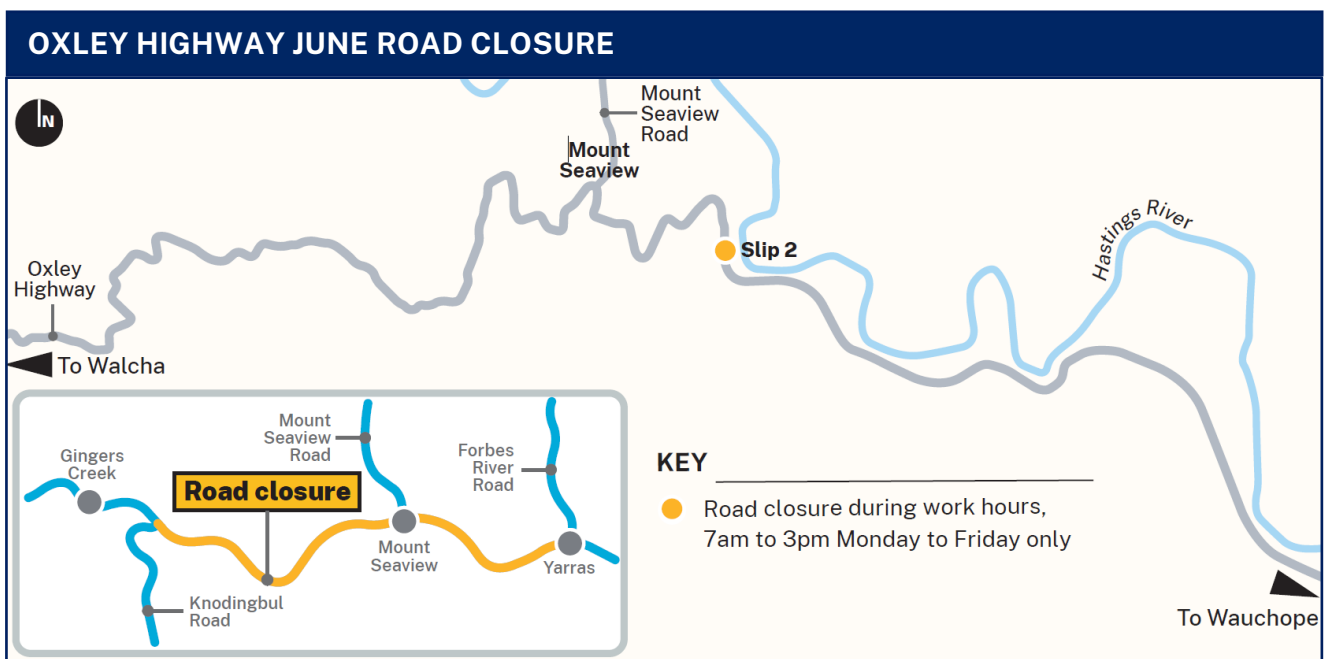 OXLEY HIGHWAY JUNE ROAD CLOSURE
N
Mount
Seaview
Road
Mount
Seaview
Hastings River
Slip 2
Oxley
Highway
To Walcha
Mount
Seaview
Road
Forbes
River
Road
Gingers
Creek
Road closure
Mount
Seaview
Yarras
Knodingbul
Road
KEY
Road closure during work hours,
7am to 3pm Monday to Friday only
To Wauchope